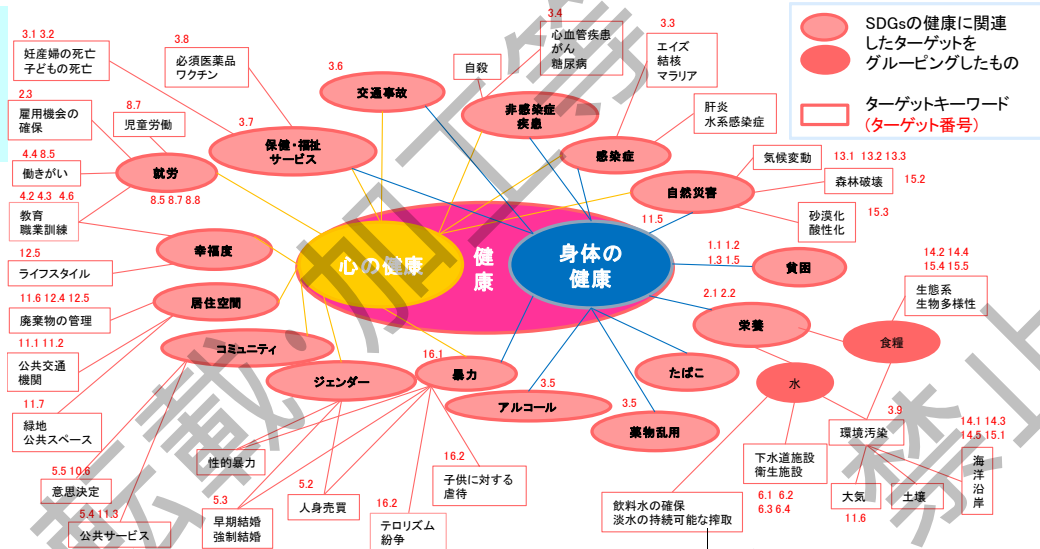 3.1 3.2
妊産婦の死亡
子どもの死亡
2.3
雇用機会の
確保
8.7
児童労働
3.8
必須医薬品
ワクチン
3.7
保健・福祉
サービス
3.6
交通事故
自殺
3.4
心血管疾患
がん
糖尿病
非感染症
疾患
3.3
エイズ
結核
マラリア
肝炎
水系感染症
感染症
SDGsの健康に関連
したターゲットを
グルーピングしたもの
ターゲットキーワード
(ターゲット番号)
4.4 8.5
働きがい
就労
8.5 8.7 8.8
4.2 4.3 4.6
教育
職業訓練
12.5
ライフスタイル
幸福度
11.6 12.4 12.5
廃棄物の管理
居住空間
11.1 11.2
公共交通
機関
11.7
緑地
公共スペース
コミュニティ
5.5 10.6
意思決定
5.4 11.3
公共サービス
心の健康
健
康
身体の
健康
自然災害
11.5
気候変動
13.1 13.2 13.3
森林破壊
15.2
砂漠化
酸性化
15.3
1.1 1.2
1.3 1.5
貧困
2.1 2.2
栄養
14.2 14.4
15.4 15.5
生態系
生物多様性
食糧
水
たばこ
3.5
アルコール
3.5
薬物乱用
16.1
暴力
ジェンダー
性的暴力
5.3
早期結婚
強制結婚
5.2
人身売買
16.2
テロリズム
紛争
16.2
子供に対する
虐待
飲料水の確保
淡水の持続可能な搾取
下水道施設
衛生施設
6.1 6.2
6.3 6.4
3.9
環境汚染
大気
11.6
土壌
14.1 14.3
14.5 15.1
海
洋
沿
岸
転載・加工等
禁止